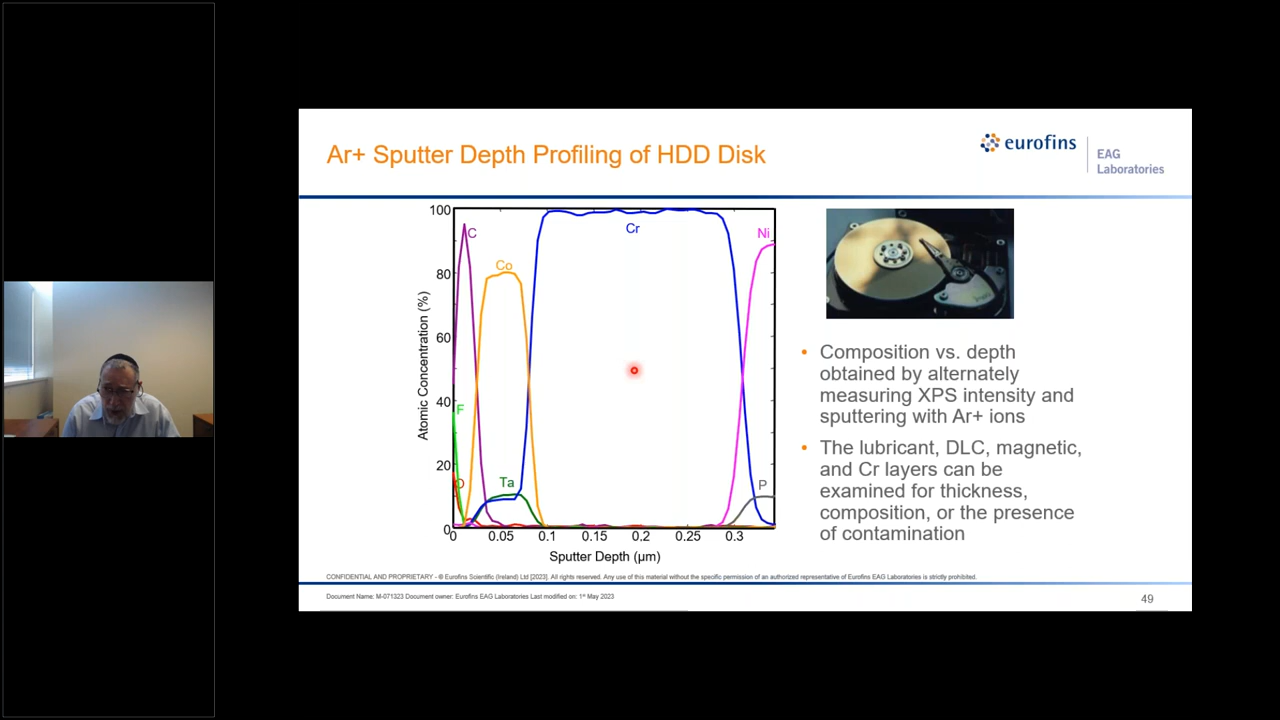 Ar+ Sputter Depth Profiling of HDD Disk
eurofins
EAG
Laboratories
100
80
60
40
20
0
Atomic Concentration (%)
C
Co
Cr
Ni
F
O
Ta
P
0
0.05
0.1
0.15
0.2
0.25
0.3
Sputter Depth (µm)
• Composition vs. depth
obtained by alternately
measuring XPS intensity and
sputtering with Ar+ ions
• The lubricant, DLC, magnetic,
and Cr layers can be
examined for thickness,
composition, or the presence
of contamination
CONFIDENTIAL AND PROPRIETARY - © Eurofins Scientific (Ireland) Ltd [2023]. All rights reserved. Any use of this material without the specific permission of an authorized representative of Eurofins EAG Laboratories is strictly prohibited.
Document Name: M-071323 Document owner: Eurofins EAG Laboratories Last modified on: 1st May 2023
49